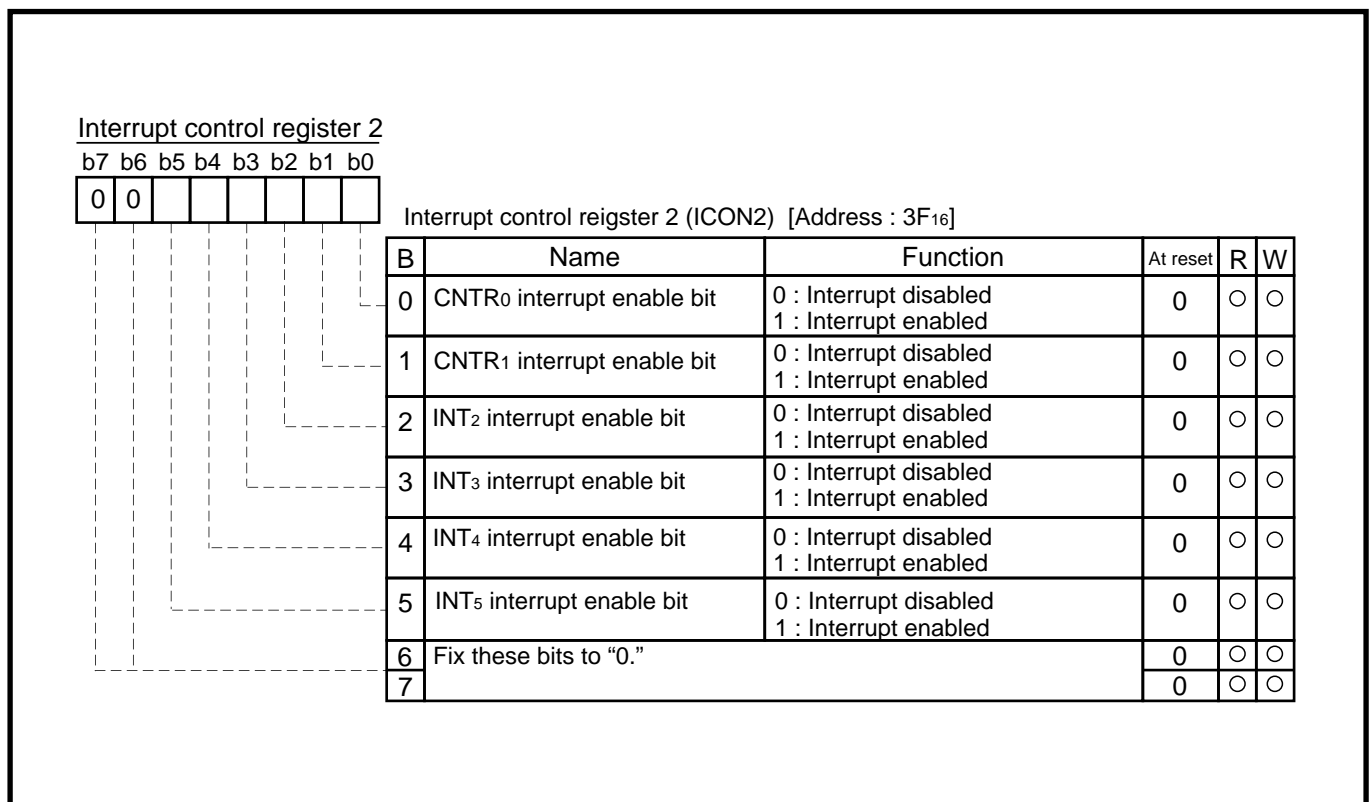 Interrupt control register 2
b7 b6 b5 b4 b3 b2 b1 b0
0 0
Interrupt control reigster 2 (ICON2) [Address : 3F16]
B Name Function At reset R W
0 CNTR0 interrupt enable bit 0 : Interrupt disabled 0 ○ ○
1 : Interrupt enabled
1 CNTR1 interrupt enable bit 0 : Interrupt disabled 0 ○ ○
1 : Interrupt enabled
2 INT2 interrupt enable bit 0 : Interrupt disabled 0 ○ ○
1 : Interrupt enabled
3 INT3 interrupt enable bit 0 : Interrupt disabled 0 ○ ○
1 : Interrupt enabled
4 INT4 interrupt enable bit 0 : Interrupt disabled 0 ○ ○
1 : Interrupt enabled
5 INT5 interrupt enable bit 0 : Interrupt disabled 0 ○ ○
1 : Interrupt enabled
6 Fix these bits to “0.” 0 ○ ○
7 0 ○ ○